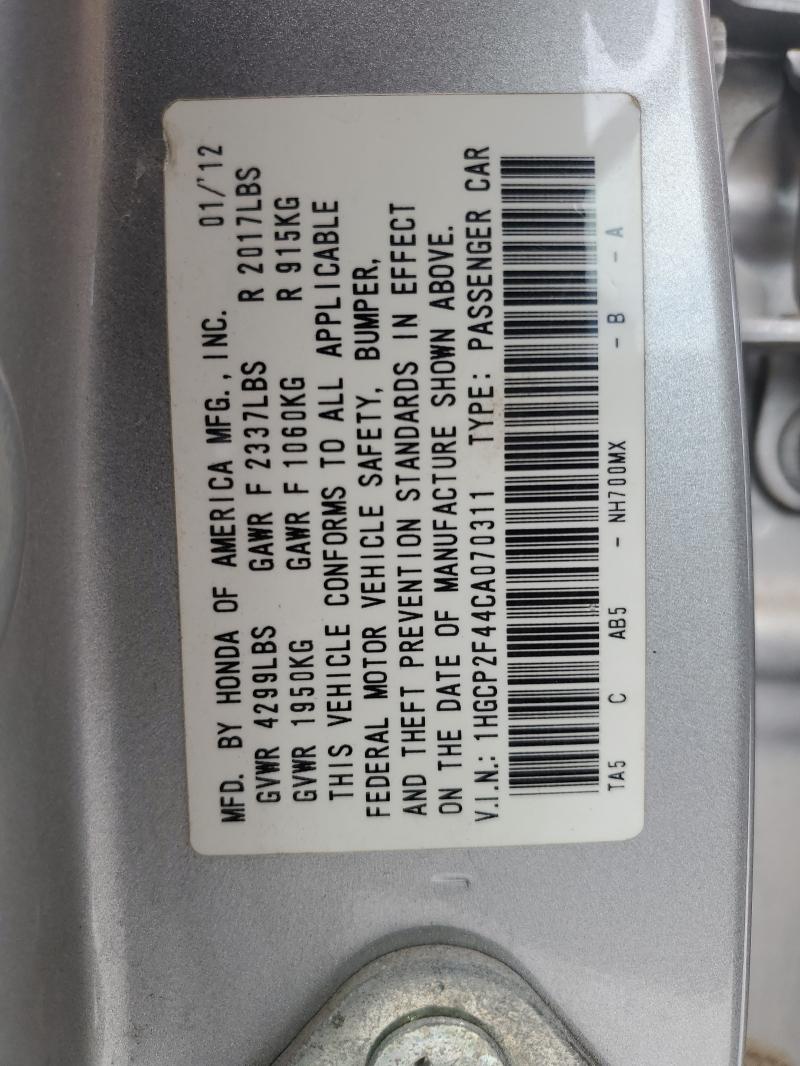 MFD. BY HONDA OF AMERICA MFG., INC. 01/'12
GVWR 4299LBS GAWR F 2337LBS R 2017LBS
GVWR 1950KG GAWR F 1060KG R 915KG
THIS VEHICLE CONFORMS TO ALL APPLICABLE
FEDERAL MOTOR VEHICLE SAFETY, BUMPER,
AND THEFT PREVENTION STANDARDS IN EFFECT
ON THE DATE OF MANUFACTURE SHOWN ABOVE.
V.I.N.: 1HGCP2F44CA070311 TYPE: PASSENGER CAR
TA5 C AB5 - NH700MX - B - A